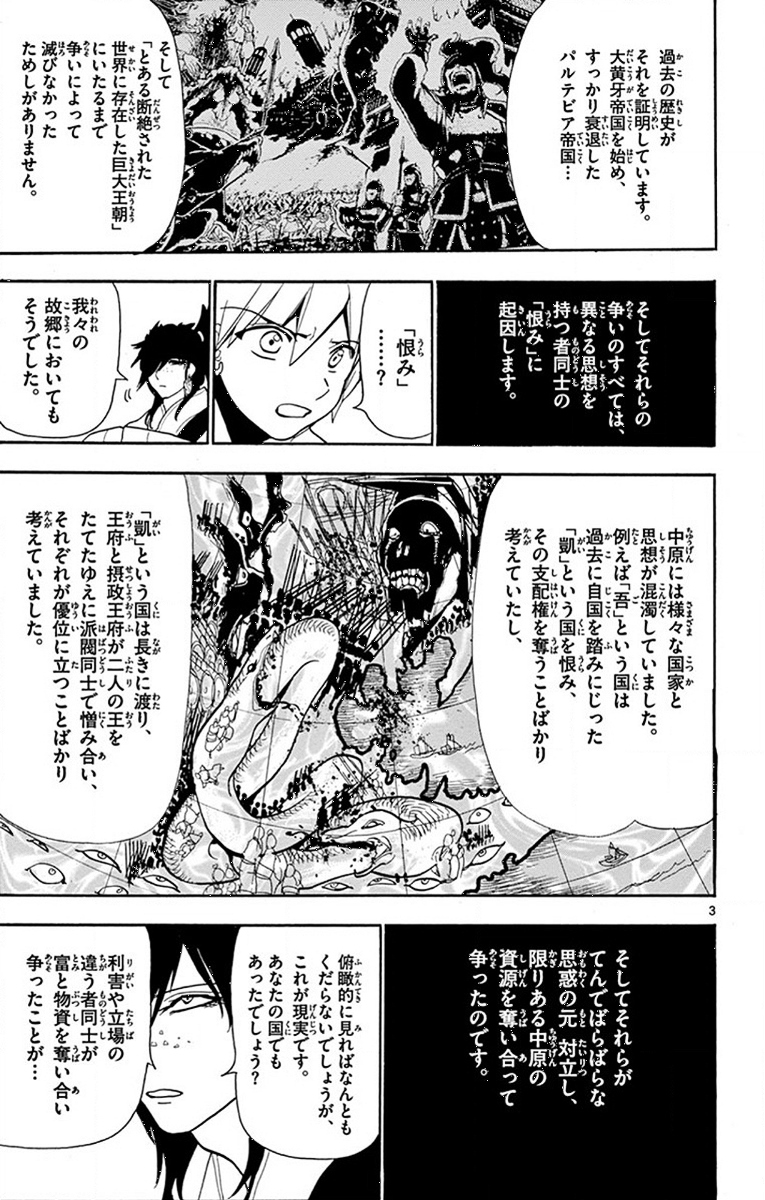 過去の歴史が
それを証明しています。
大黄牙帝国を始め、
すっかり衰退した
パルテビア帝国…
そして
「とある断絶された
世界に存在した巨大王朝」
にいたるまで
争いによって
滅びなかった
ためしがありません。
そしてそれらの
争いのすべては、
異なる思想を
持つ者同士の
「恨み」に
起因します。
「恨み」
……?
我々の
故郷においても
そうでした。
中原には様々な国家と
思想が混濁していました。
例えば「吾」という国は
過去に自国を踏みにじった
「凱」という国を恨み、
その支配権を奪うことばかり
考えていたし、
「凱」という国は長きに渡り、
王府と摂政王府が二人の王を
たてたゆえに派閥同士で憎み合い、
それぞれが優位に立つことばかり
考えていました。
3
そしてそれらが
てんでばらばらな
思惑の元 対立し、
限りある中原の
資源を奪い合って
争ったのです。
俯瞰的に見ればなんとも
くだらないでしょうが、
これが現実です。
あなたの国でも
あったでしょう?
利害や立場の
違う者同士が
富と物資を奪い合い
争ったことが…